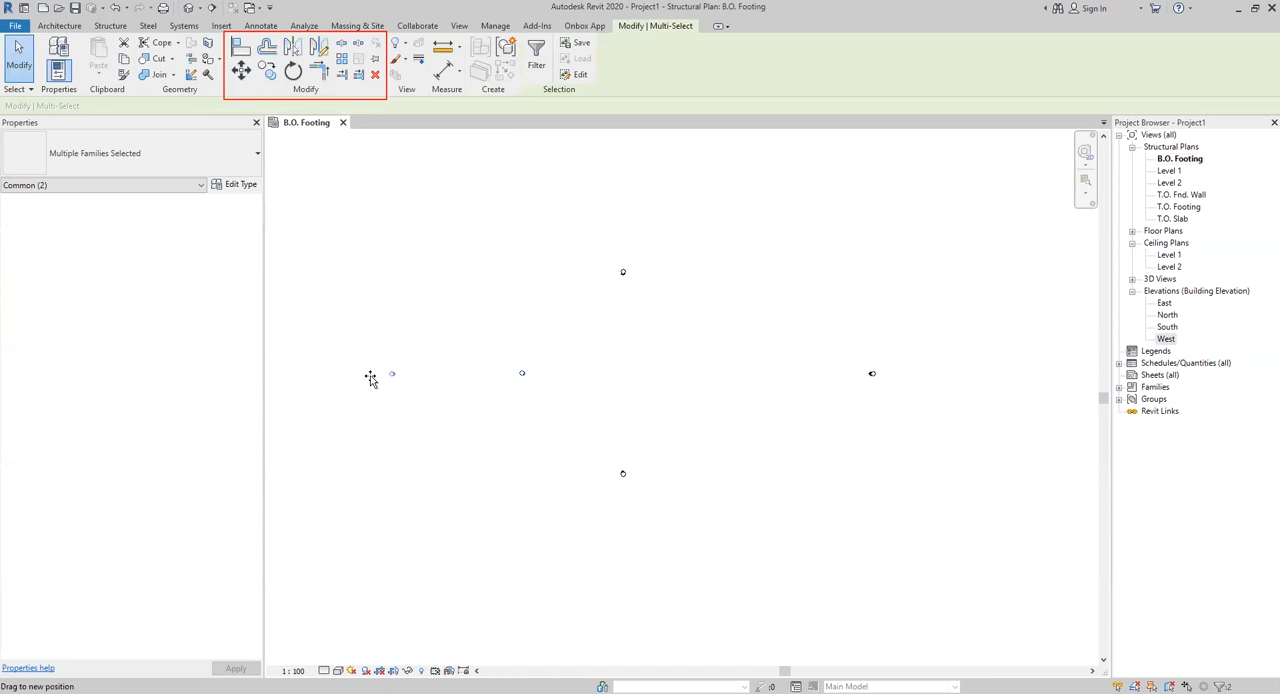 Autodesk Revit 2020 - Project1 - Structural Plan: B.O. Footing
Sign In
File Architecture Structure Steel Systems Insert Annotate Analyze Massing & Site Collaborate View Manage Add-Ins Onbox App Modify | Multi-Select
Modify
Properties
Paste
Cope
Cut
Join
Filter
Save
Load
Edit
Select Properties Clipboard Geometry Modify View Measure Create Selection
Modify | Multi-Select
Properties
Multiple Families Selected
Common (2)
Edit Type
Properties help
Apply
B.O. Footing
2D
1 : 100
Project Browser - Project1
Views (all)
Structural Plans
B.O. Footing
Level 1
Level 2
T.O. Fnd. Wall
T.O. Footing
T.O. Slab
Floor Plans
Ceiling Plans
Level 1
Level 2
3D Views
Elevations (Building Elevation)
East
North
South
West
Legends
Schedules/Quantities (all)
Sheets (all)
Families
Groups
Revit Links
Drag to new position
:0
Main Model
:2